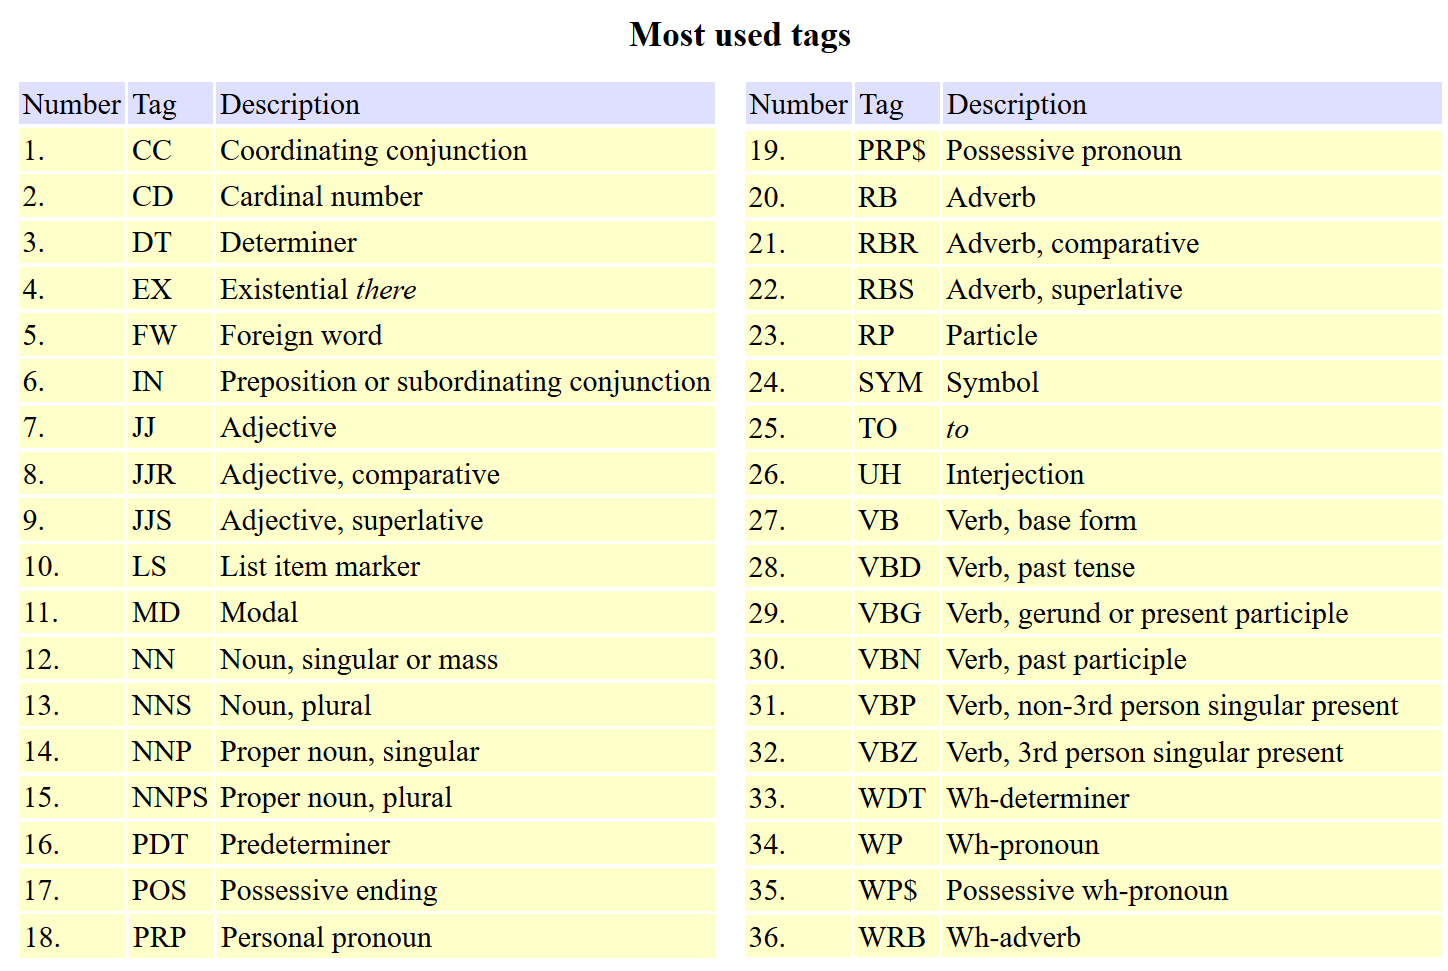 Most used tags
Number Tag Description
1. CC Coordinating conjunction
2. CD Cardinal number
3. DT Determiner
4. EX Existential there
5. FW Foreign word
6. IN Preposition or subordinating conjunction
7. JJ Adjective
8. JJR Adjective, comparative
9. JJS Adjective, superlative
10. LS List item marker
11. MD Modal
12. NN Noun, singular or mass
13. NNS Noun, plural
14. NNP Proper noun, singular
15. NNPS Proper noun, plural
16. PDT Predeterminer
17. POS Possessive ending
18. PRP Personal pronoun
Number Tag Description
19. PRP$ Possessive pronoun
20. RB Adverb
21. RBR Adverb, comparative
22. RBS Adverb, superlative
23. RP Particle
24. SYM Symbol
25. TO to
26. UH Interjection
27. VB Verb, base form
28. VBD Verb, past tense
29. VBG Verb, gerund or present participle
30. VBN Verb, past participle
31. VBP Verb, non-3rd person singular present
32. VBZ Verb, 3rd person singular present
33. WDT Wh-determiner
34. WP Wh-pronoun
35. WP$ Possessive wh-pronoun
36. WRB Wh-adverb